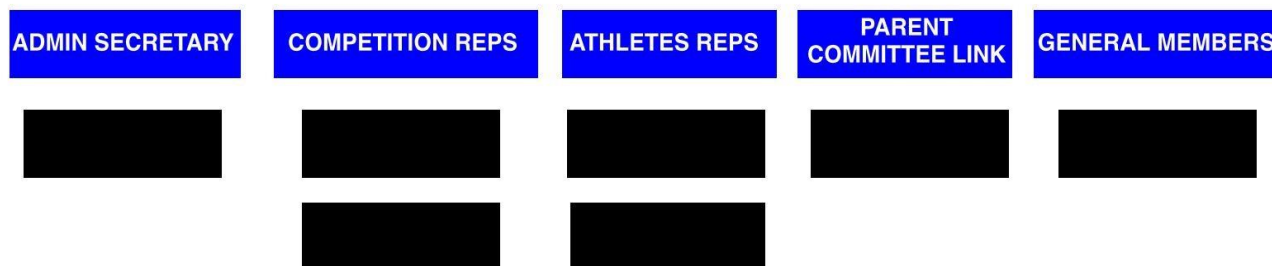 ADMIN SECRETARY
COMPETITION REPS
ATHLETES REPS
PARENT
COMMITTEE LINK
GENERAL MEMBERS